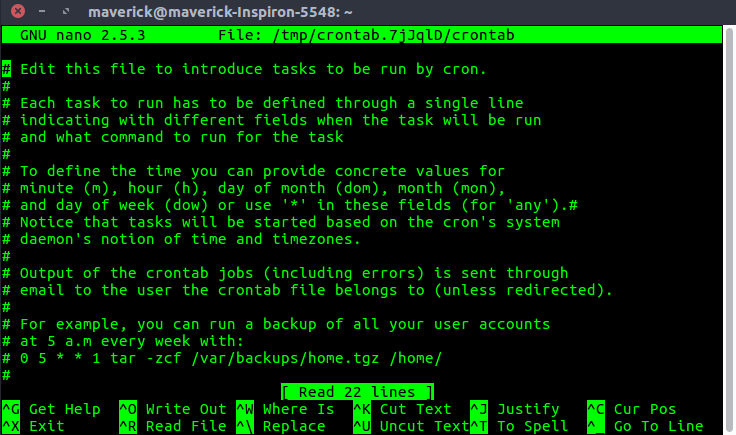 maverick@maverick-Inspiron-5548: ~
GNU nano 2.5.3 File: /tmp/crontab.7jJqlD/crontab
# Edit this file to introduce tasks to be run by cron.
#
# Each task to run has to be defined through a single line
# indicating with different fields when the task will be run
# and what command to run for the task
#
# To define the time you can provide concrete values for
# minute (m), hour (h), day of month (dom), month (mon),
# and day of week (dow) or use '*' in these fields (for 'any').#
# Notice that tasks will be started based on the cron's system
# daemon's notion of time and timezones.
#
# Output of the crontab jobs (including errors) is sent through
# email to the user the crontab file belongs to (unless redirected).
#
# For example, you can run a backup of all your user accounts
# at 5 a.m every week with:
# 0 5 * * 1 tar -zcf /var/backups/home.tgz /home/
#
[ Read 22 lines ]
^G Get Help ^O Write Out ^W Where Is ^K Cut Text ^J Justify ^C Cur Pos
^X Exit ^R Read File ^\ Replace ^U Uncut Text ^T To Spell ^_ Go To Line